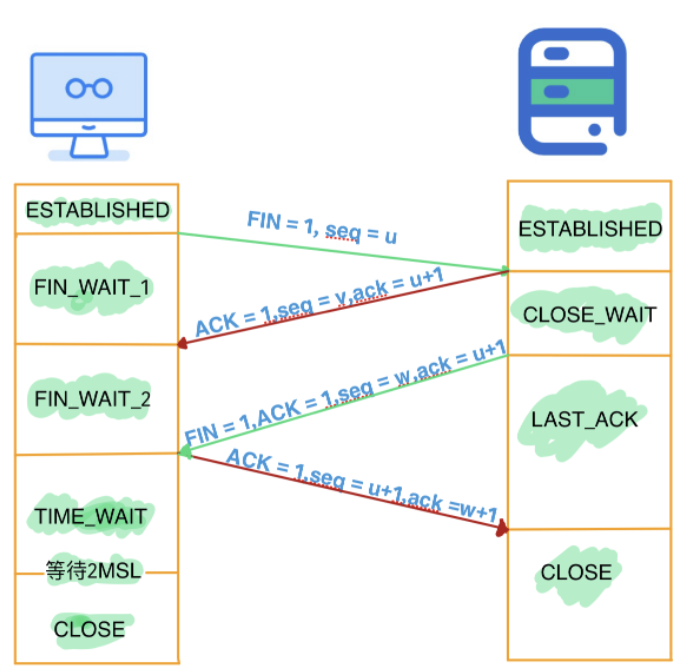 ESTABLISHED
FIN = 1, seq = u
ESTABLISHED
FIN_WAIT_1
ACK = 1,seq = v,ack = u+1
CLOSE_WAIT
FIN_WAIT_2
FIN = 1,ACK = 1,seq = w,ack = u+1
LAST_ACK
ACK = 1,seq = u+1,ack =w+1
TIME_WAIT
等待2MSL
CLOSE
CLOSE